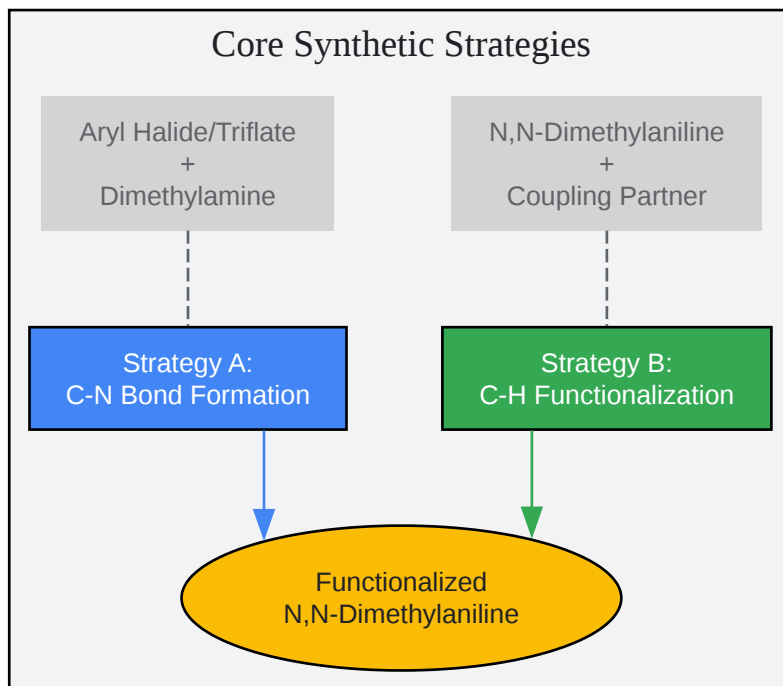 Core Synthetic Strategies
Aryl Halide/Triflate
+
Dimethylamine
N,N-Dimethylaniline
+
Coupling Partner
Strategy A:
C-N Bond Formation
Strategy B:
C-H Functionalization
Functionalized
N,N-Dimethylaniline